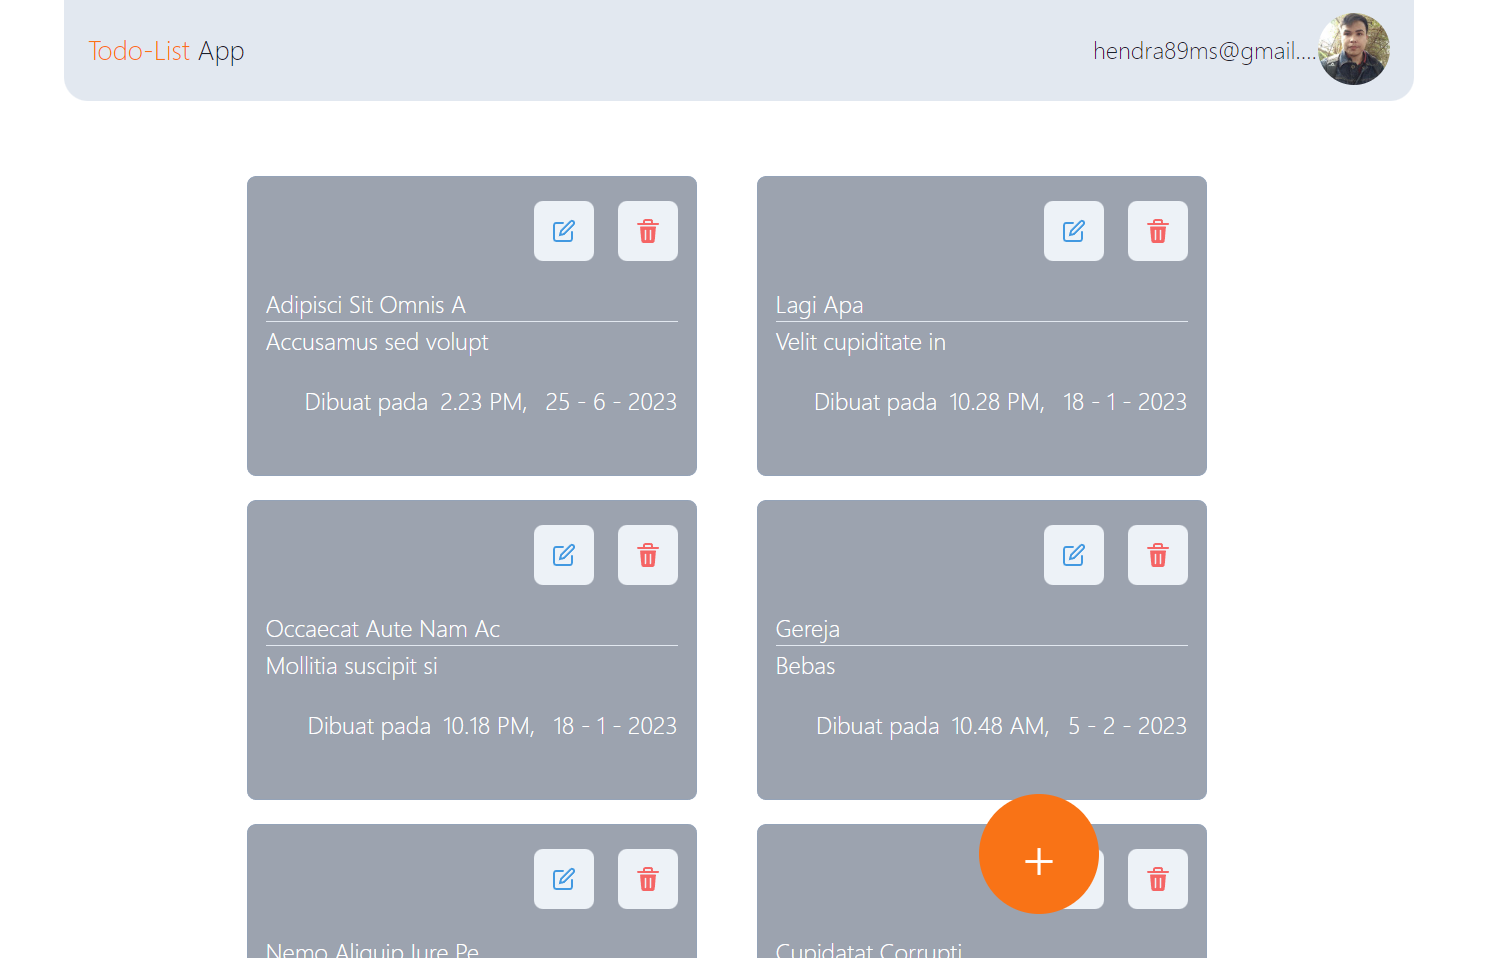 Todo-List App
hendra89ms@gmail....
Adipisci Sit Omnis A
Accusamus sed volupt
Dibuat pada 2.23 PM, 25 - 6 - 2023
Lagi Apa
Velit cupiditate in
Dibuat pada 10.28 PM, 18 - 1 - 2023
Occaecat Aute Nam Ac
Mollitia suscipit si
Dibuat pada 10.18 PM, 18 - 1 - 2023
Gereja
Bebas
Dibuat pada 10.48 AM, 5 - 2 - 2023
Nemo Aliquip Iure Pe
Cupidatat Corrupti